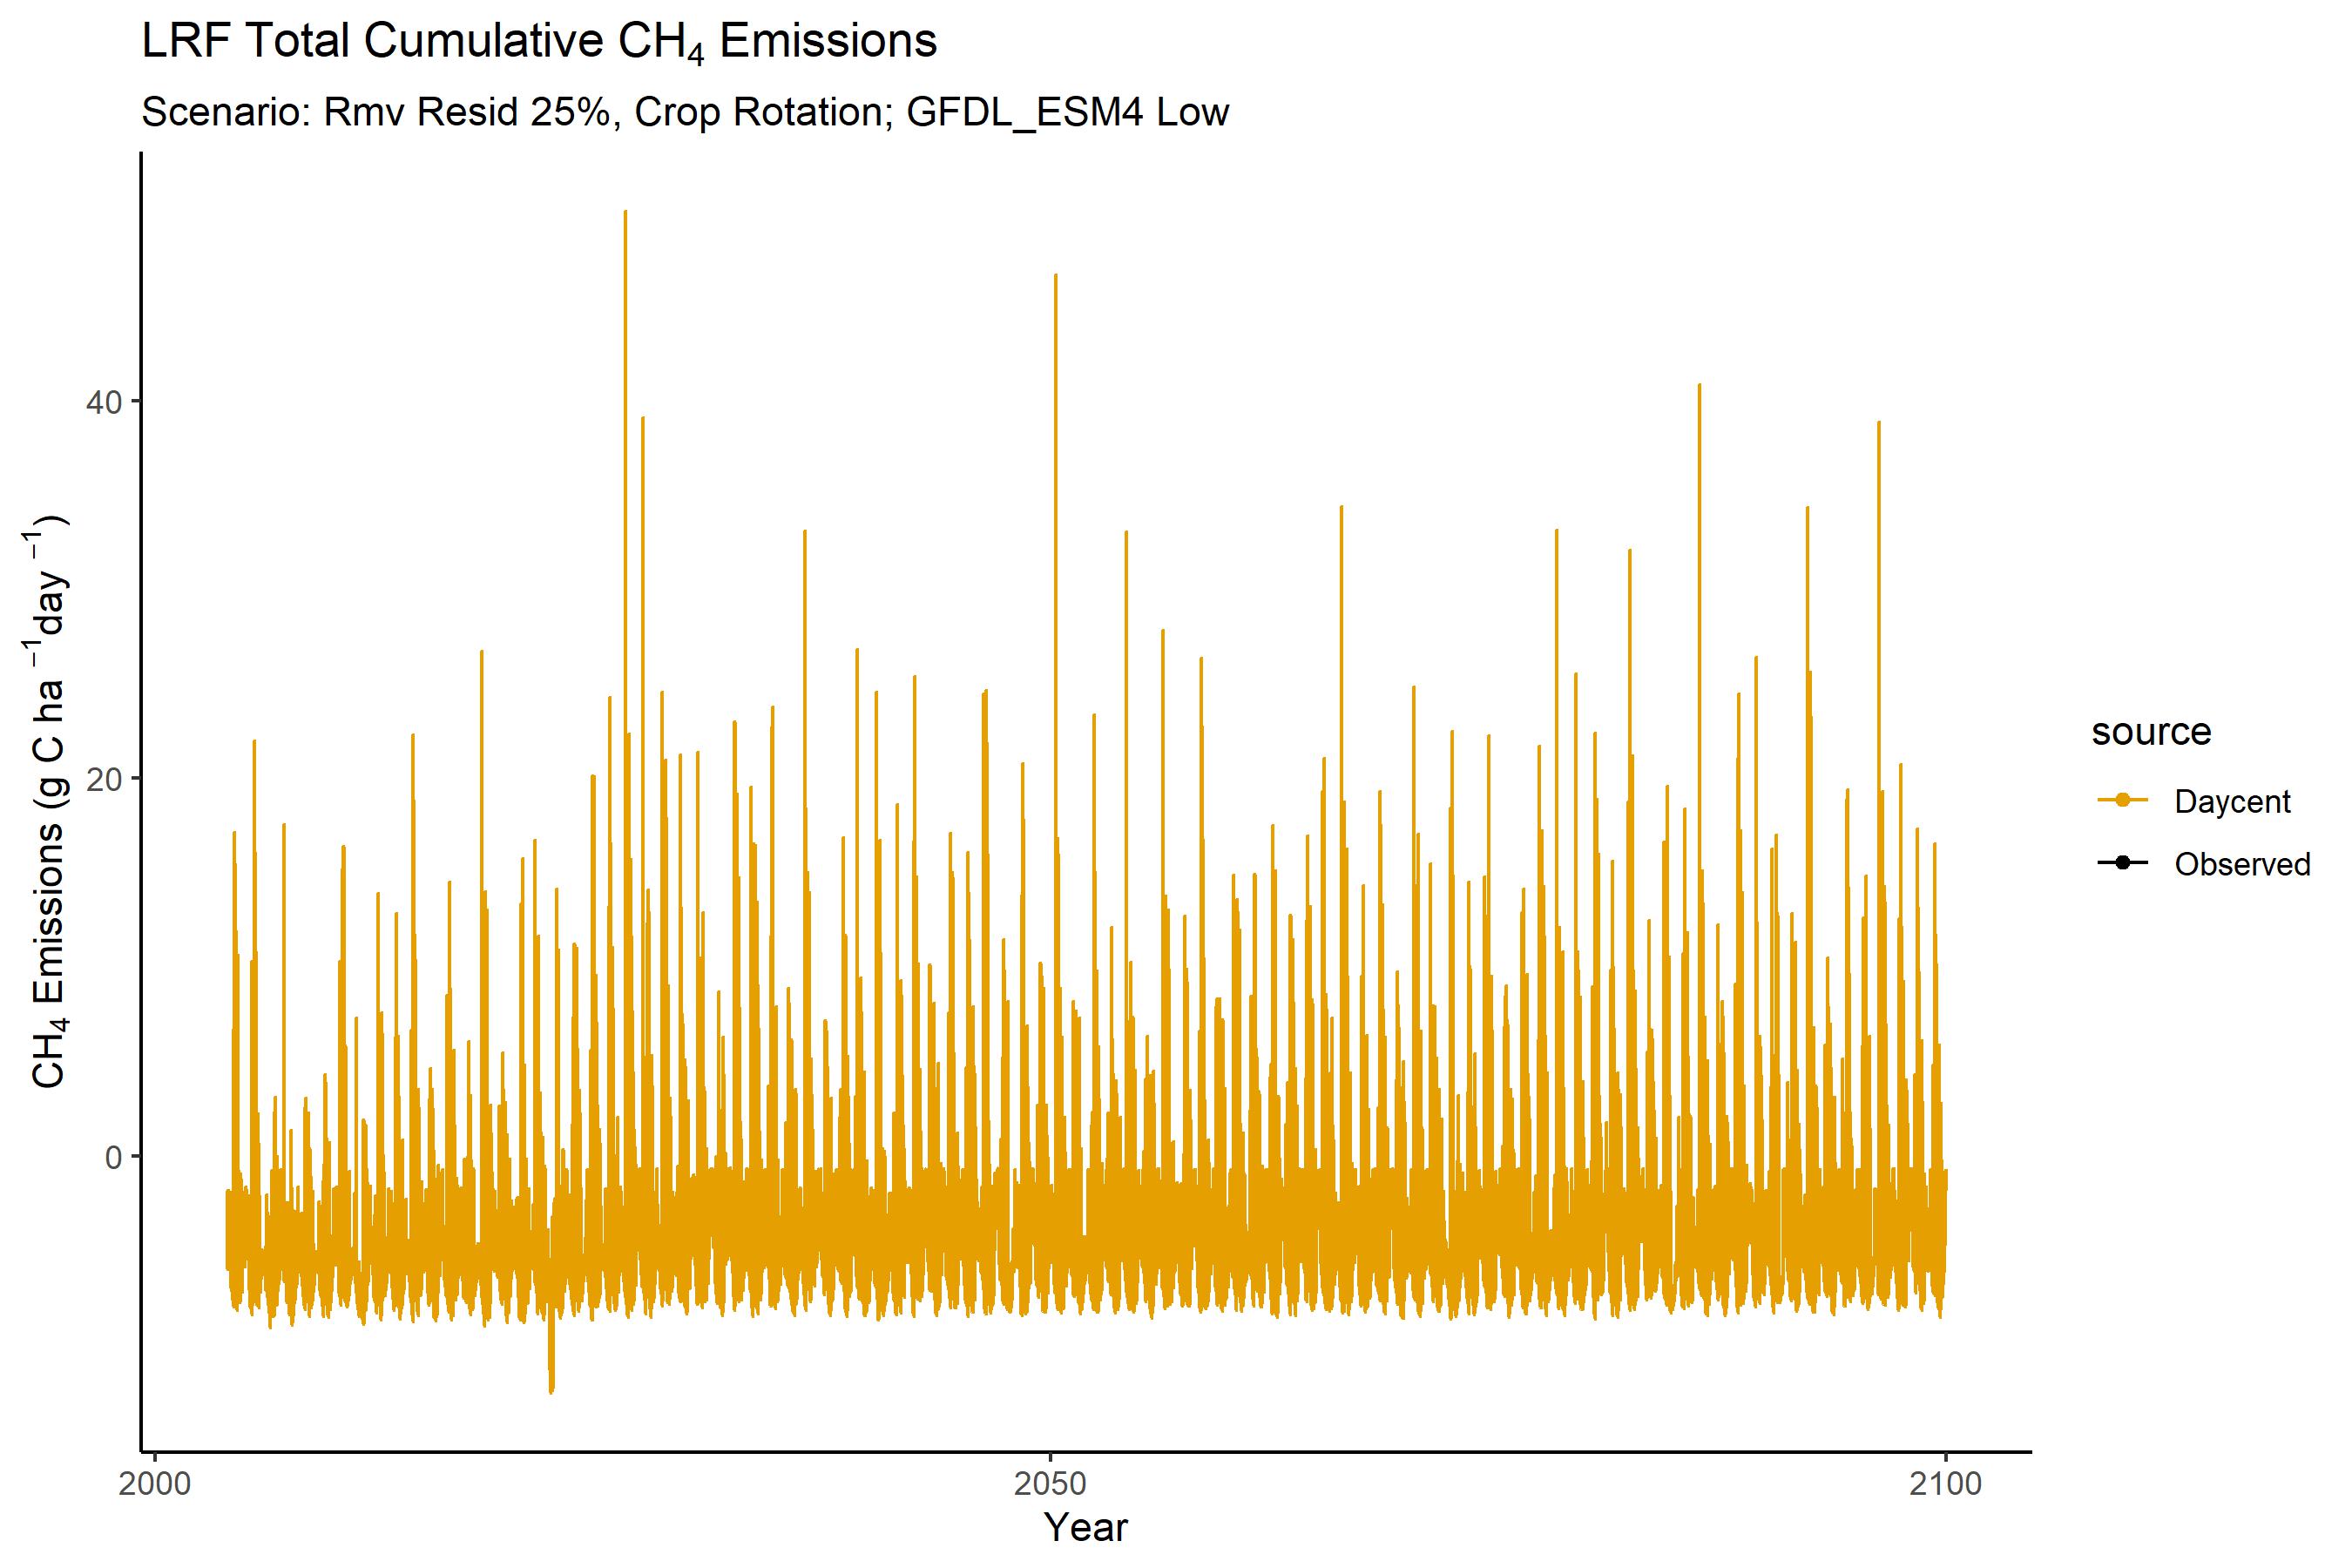 LRF Total Cumulative CH₄ Emissions
Scenario: Rmv Resid 25%, Crop Rotation; GFDL_ESM4 Low
CH₄ Emissions (g C ha ⁻¹day ⁻¹)
40
20
0
2000
2050
2100
Year
source
Daycent
Observed